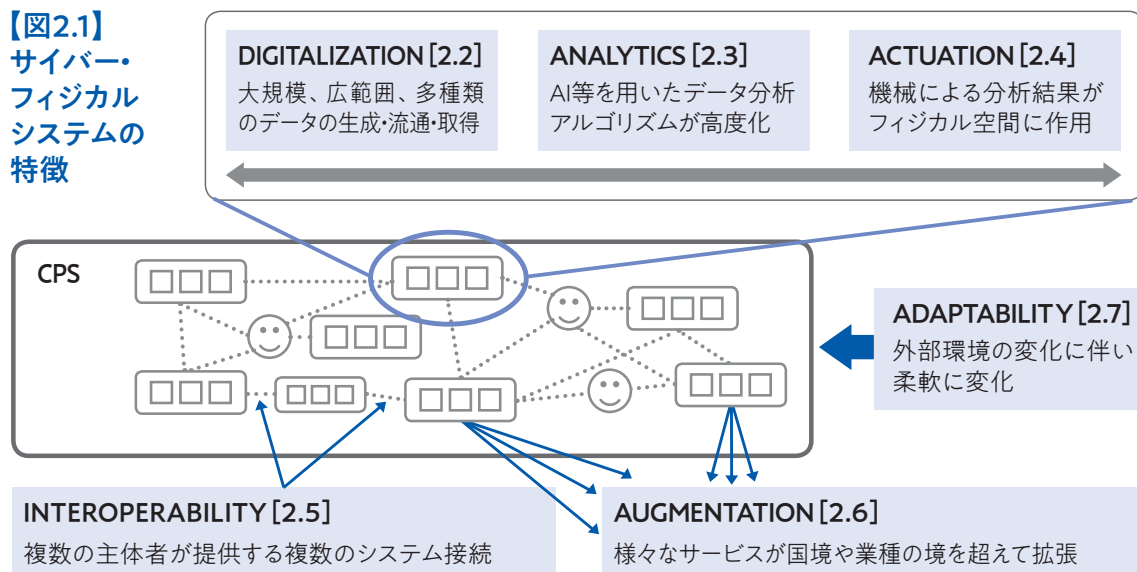 【図2.1】
サイバー・
フィジカル
システムの
特徴
DIGITALIZATION [2.2]
大規模、広範囲、多種類
のデータの生成・流通・取得
ANALYTICS [2.3]
AI等を用いたデータ分析
アルゴリズムが高度化
ACTUATION [2.4]
機械による分析結果が
フィジカル空間に作用
CPS
ADAPTABILITY [2.7]
外部環境の変化に伴い
柔軟に変化
INTEROPERABILITY [2.5]
複数の主体者が提供する複数のシステム接続
AUGMENTATION [2.6]
様々なサービスが国境や業種の境を超えて拡張